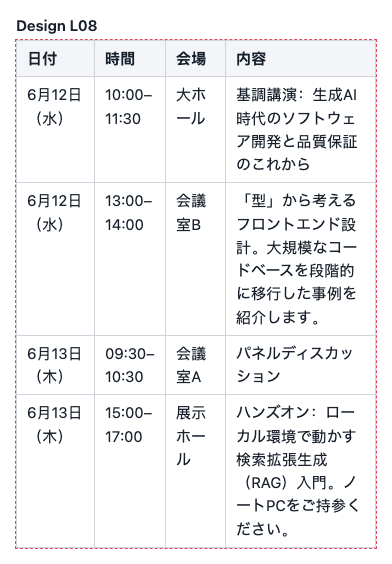 Design L08
日付 時間 会場 内容
6月12日
（水）
10:00–
11:30
大ホ
ール
基調講演：生成AI
時代のソフトウェ
ア開発と品質保証
のこれから
6月12日
（水）
13:00–
14:00
会議
室B
「型」から考える
フロントエンド設
計。大規模なコー
ドベースを段階的
に移行した事例を
紹介します。
6月13日
（木）
09:30–
10:30
会議
室A
パネルディスカッ
ション
6月13日
（木）
15:00–
17:00
展示
ホー
ル
ハンズオン：ロー
カル環境で動かす
検索拡張生成
（RAG）入門。ノ
ートPCをご持参く
ださい。